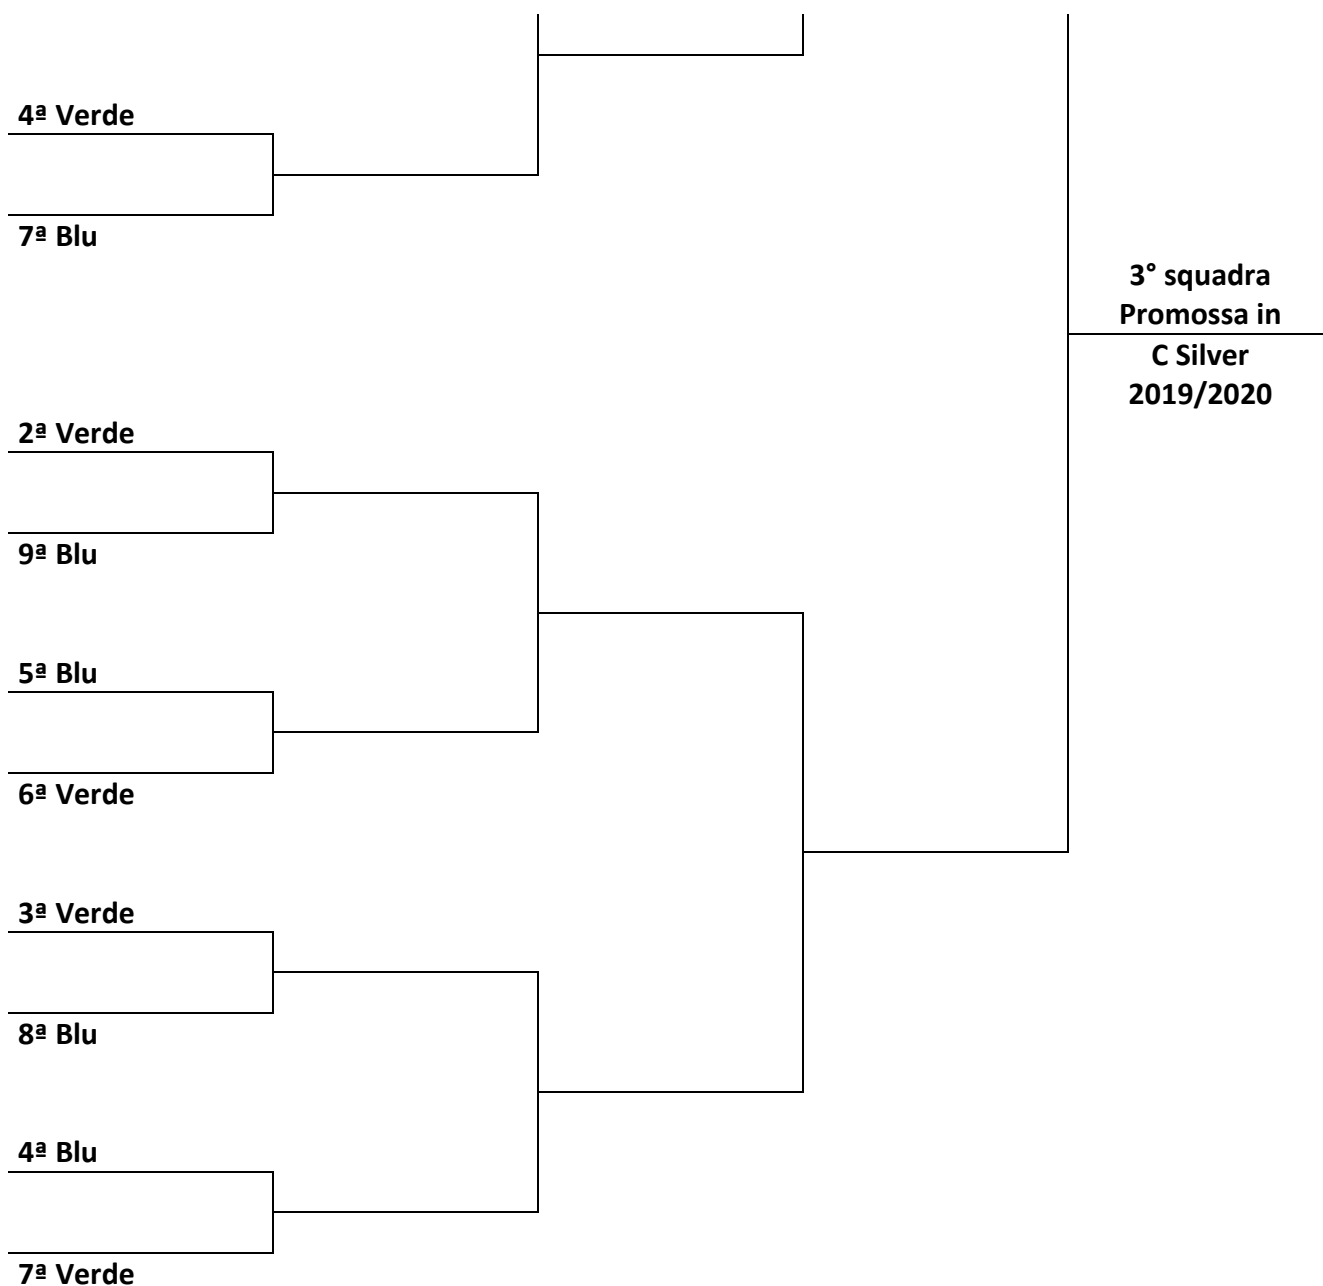 4ª Verde
7ª Blu
3° squadra
Promossa in
C Silver
2019/2020
2ª Verde
9ª Blu
5ª Blu
6ª Verde
3ª Verde
8ª Blu
4ª Blu
7ª Verde